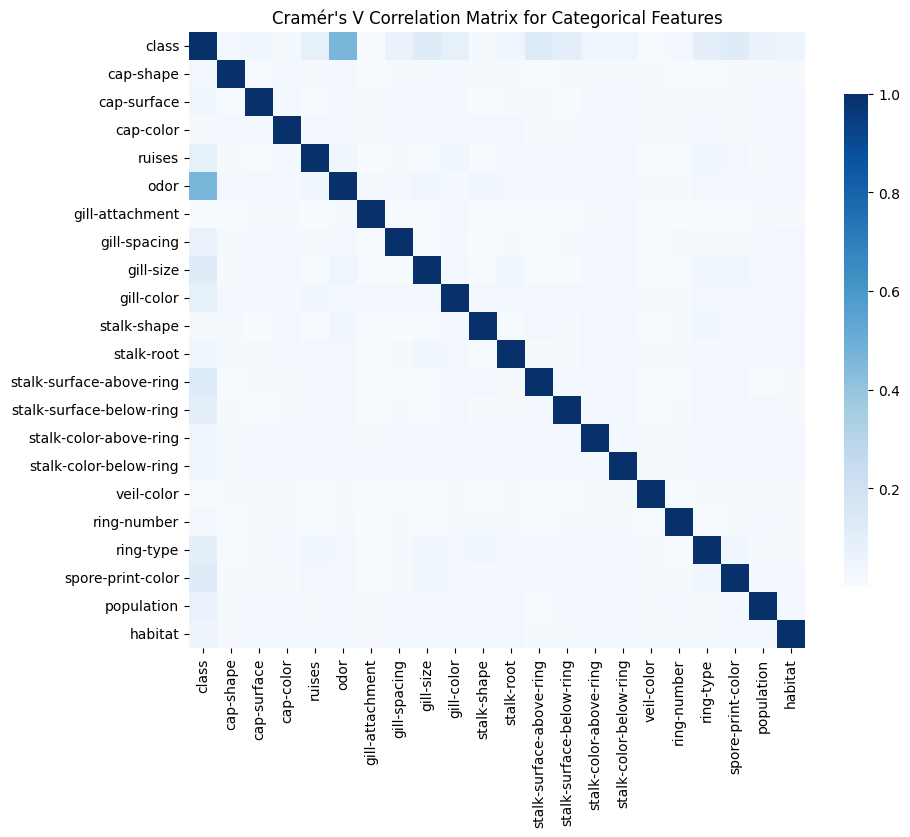 Cramér's V Correlation Matrix for Categorical Features
class
cap-shape
cap-surface
cap-color
ruises
odor
gill-attachment
gill-spacing
gill-size
gill-color
stalk-shape
stalk-root
stalk-surface-above-ring
stalk-surface-below-ring
stalk-color-above-ring
stalk-color-below-ring
veil-color
ring-number
ring-type
spore-print-color
population
habitat
class
cap-shape
cap-surface
cap-color
ruises
odor
gill-attachment
gill-spacing
gill-size
gill-color
stalk-shape
stalk-root
stalk-surface-above-ring
stalk-surface-below-ring
stalk-color-above-ring
stalk-color-below-ring
veil-color
ring-number
ring-type
spore-print-color
population
habitat
1.0
0.8
0.6
0.4
0.2